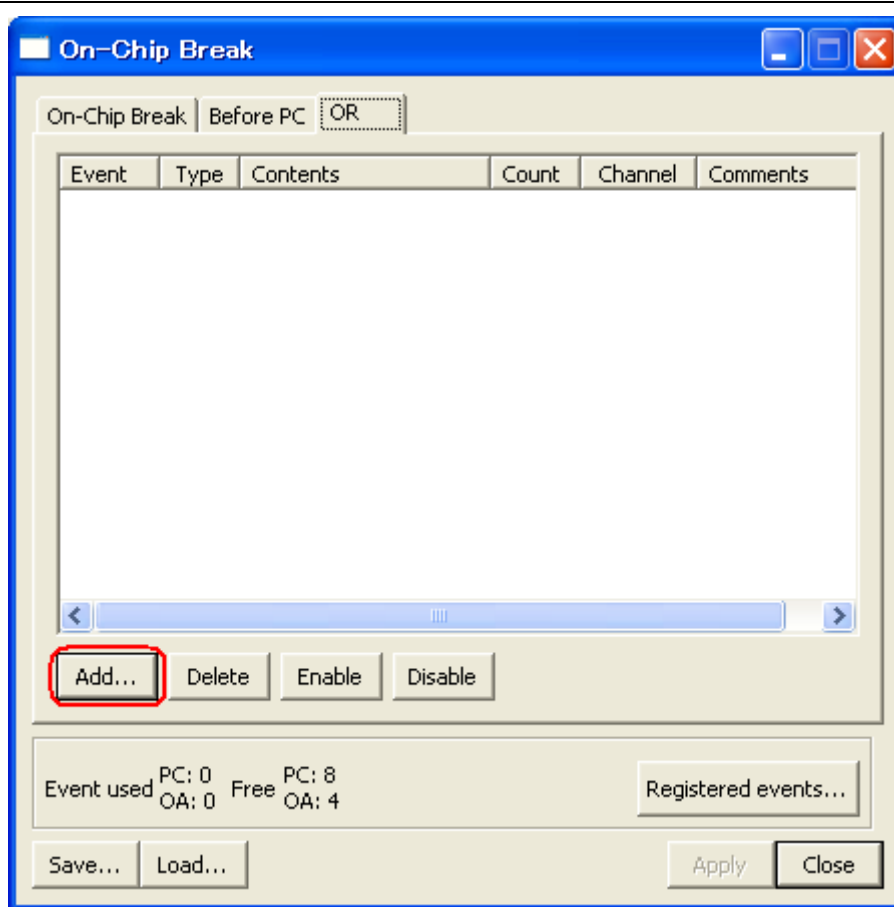 On-Chip Break
On-Chip Break Before PC OR
Event Type Contents Count Channel Comments
Add... Delete Enable Disable
Event used PC: 0 Free PC: 8
OA: 0 OA: 4
Registered events...
Save... Load... Apply Close